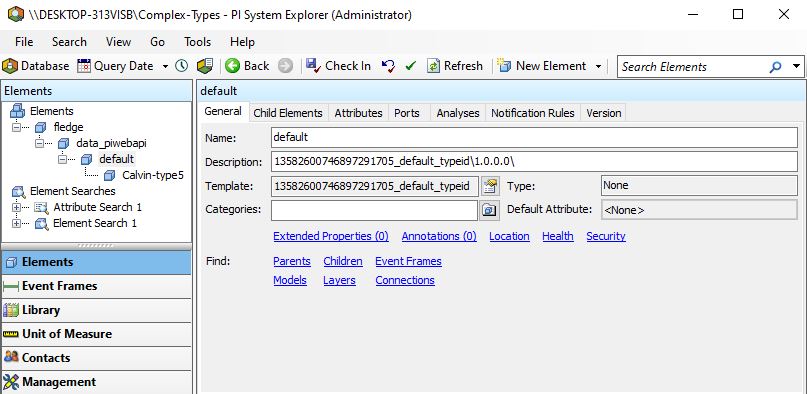 \\DESKTOP-313VISB\Complex-Types - PI System Explorer (Administrator)
File Search View Go Tools Help
Database Query Date Back Check In Refresh New Element Search Elements
Elements
Elements
fledge
data_piwebapi
default
Calvin-type5
Element Searches
Attribute Search 1
Element Search 1
Elements
Event Frames
Library
Unit of Measure
Contacts
Management
default
General Child Elements Attributes Ports Analyses Notification Rules Version
Name: default
Description: 13582600746897291705_default_typeid\1.0.0.0\
Template: 13582600746897291705_default_typeid Type: None
Categories: Default Attribute: <None>
Extended Properties (0) Annotations (0) Location Health Security
Find: Parents Children Event Frames
Models Layers Connections